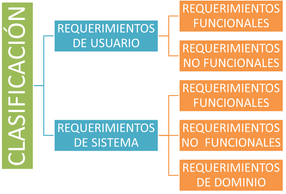 CLASIFICACIÓN
REQUERIMIENTOS
DE USUARIO
REQUERIMIENTOS
FUNCIONALES
REQUERIMIENTOS
NO FUNCIONALES
REQUERIMIENTOS
DE SISTEMA
REQUERIMIENTOS
FUNCIONALES
REQUERIMIENTOS
NO FUNCIONALES
REQUERIMIENTOS
DE DOMINIO